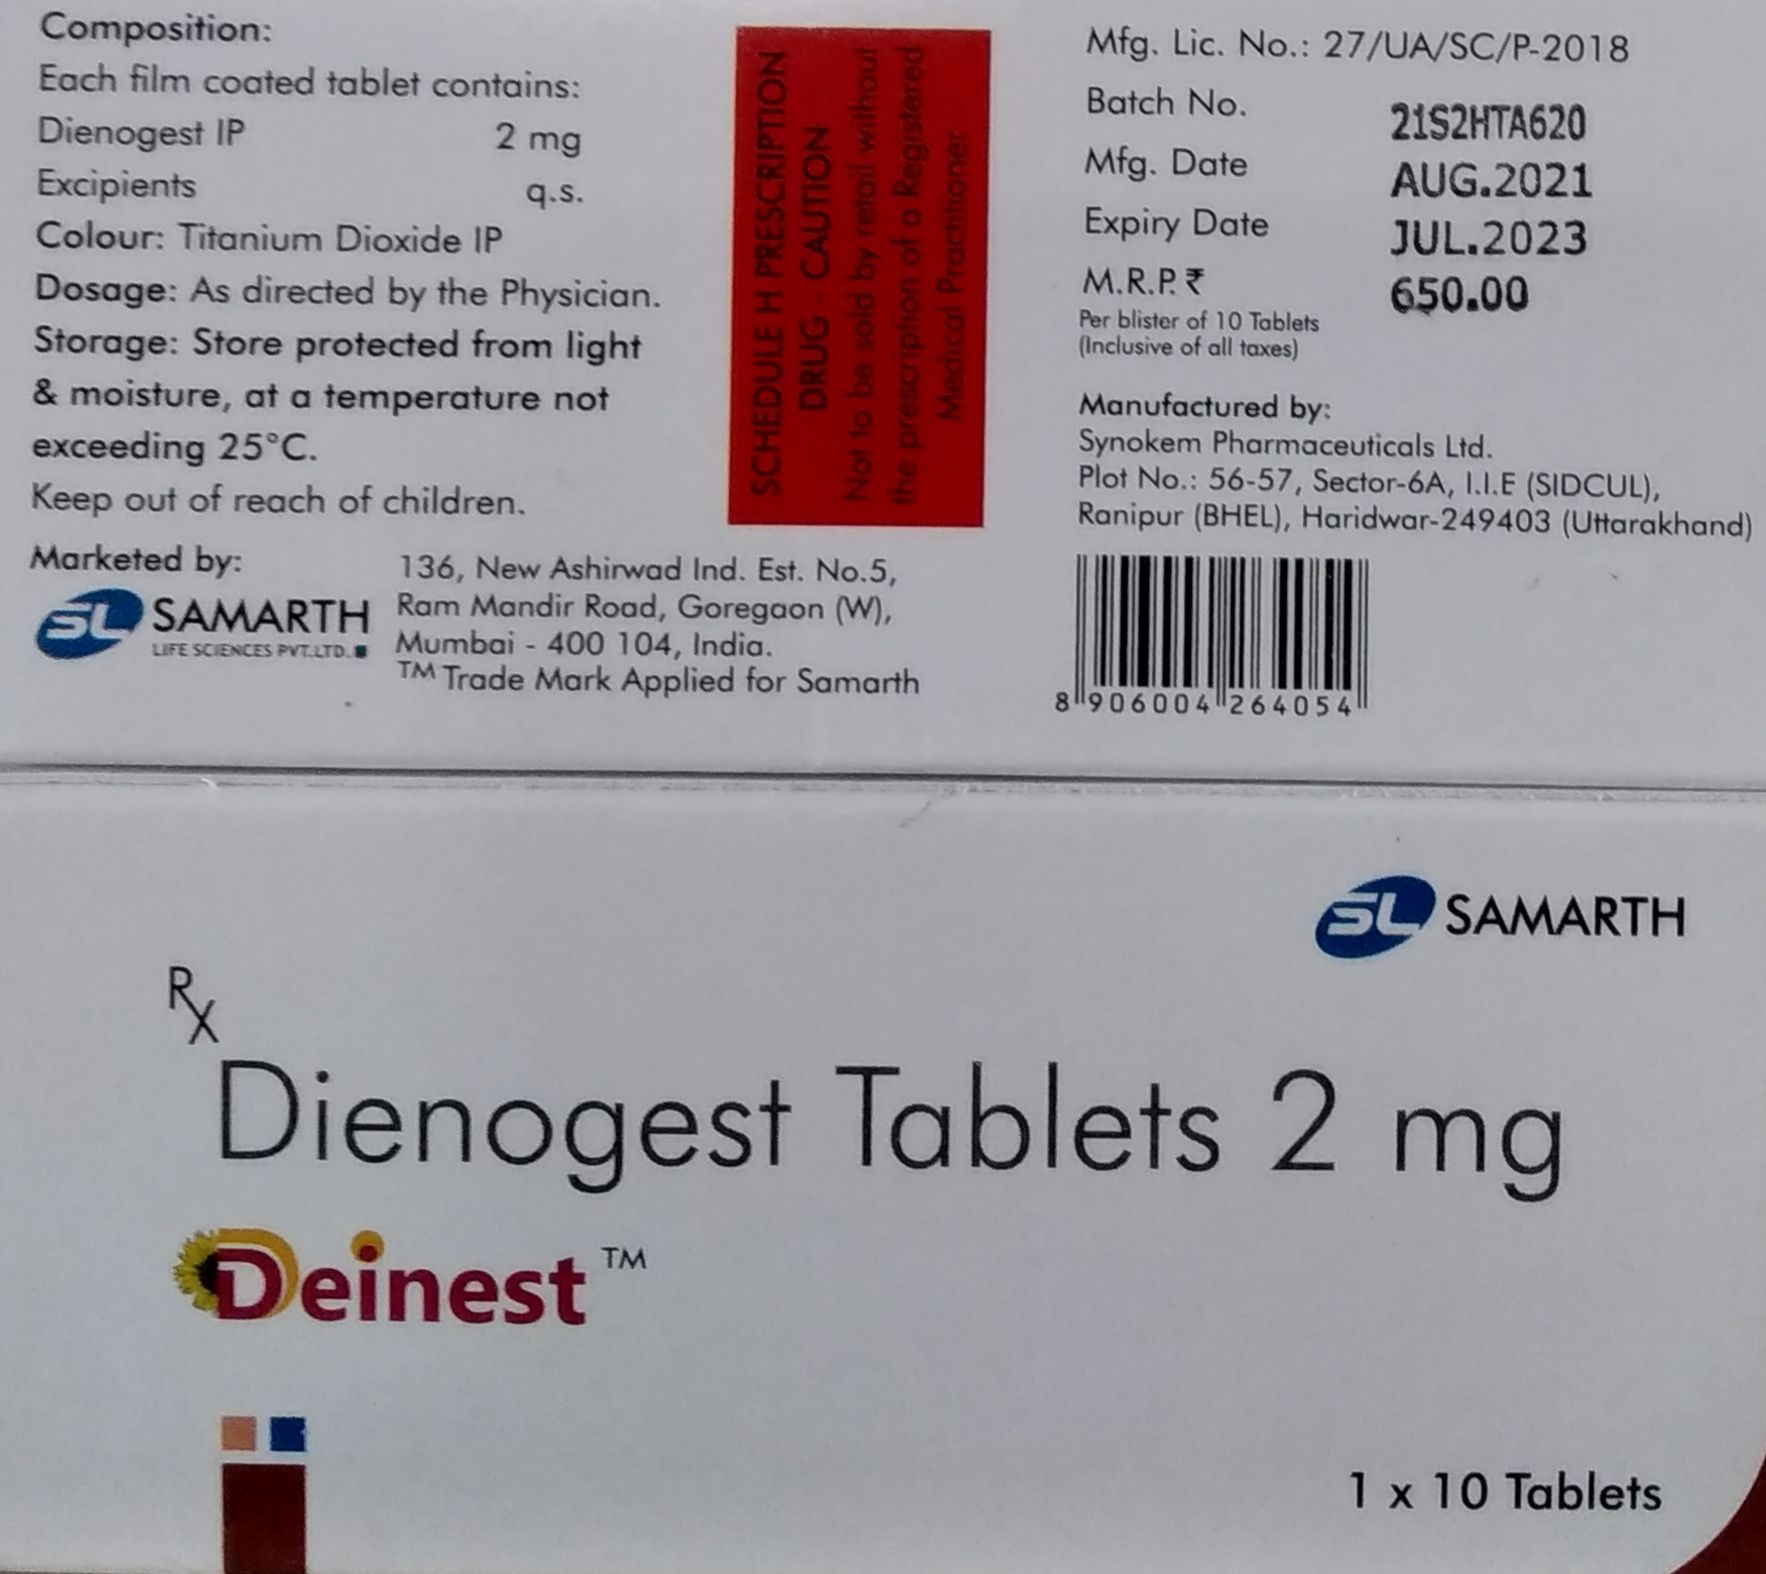 Composition:
Each film coated tablet contains:
Dienogest IP 2 mg
Excipients q.s.
Colour: Titanium Dioxide IP
Dosage: As directed by the Physician.
Storage: Store protected from light
& moisture, at a temperature not
exceeding 25°C.
Keep out of reach of children.
Marketed by:
SL SAMARTH
LIFE SCIENCES PVT.LTD.
136, New Ashirwad Ind. Est. No.5,
Ram Mandir Road, Goregaon (W),
Mumbai - 400 104, India.
™ Trade Mark Applied for Samarth
SCHEDULE H PRESCRIPTION
DRUG - CAUTION
Not to be sold by retail without
the prescription of a Registered
Medical Practitioner
Mfg. Lic. No.: 27/UA/SC/P-2018
Batch No. 21S2HTA620
Mfg. Date AUG.2021
Expiry Date JUL.2023
M.R.P.₹ 650.00
Per blister of 10 Tablets
(Inclusive of all taxes)
Manufactured by:
Synokem Pharmaceuticals Ltd.
Plot No.: 56-57, Sector-6A, I.I.E (SIDCUL),
Ranipur (BHEL), Haridwar-249403 (Uttarakhand)
8 906004 264054
SL SAMARTH
Rx
Dienogest Tablets 2 mg
Deinest™
1 x 10 Tablets